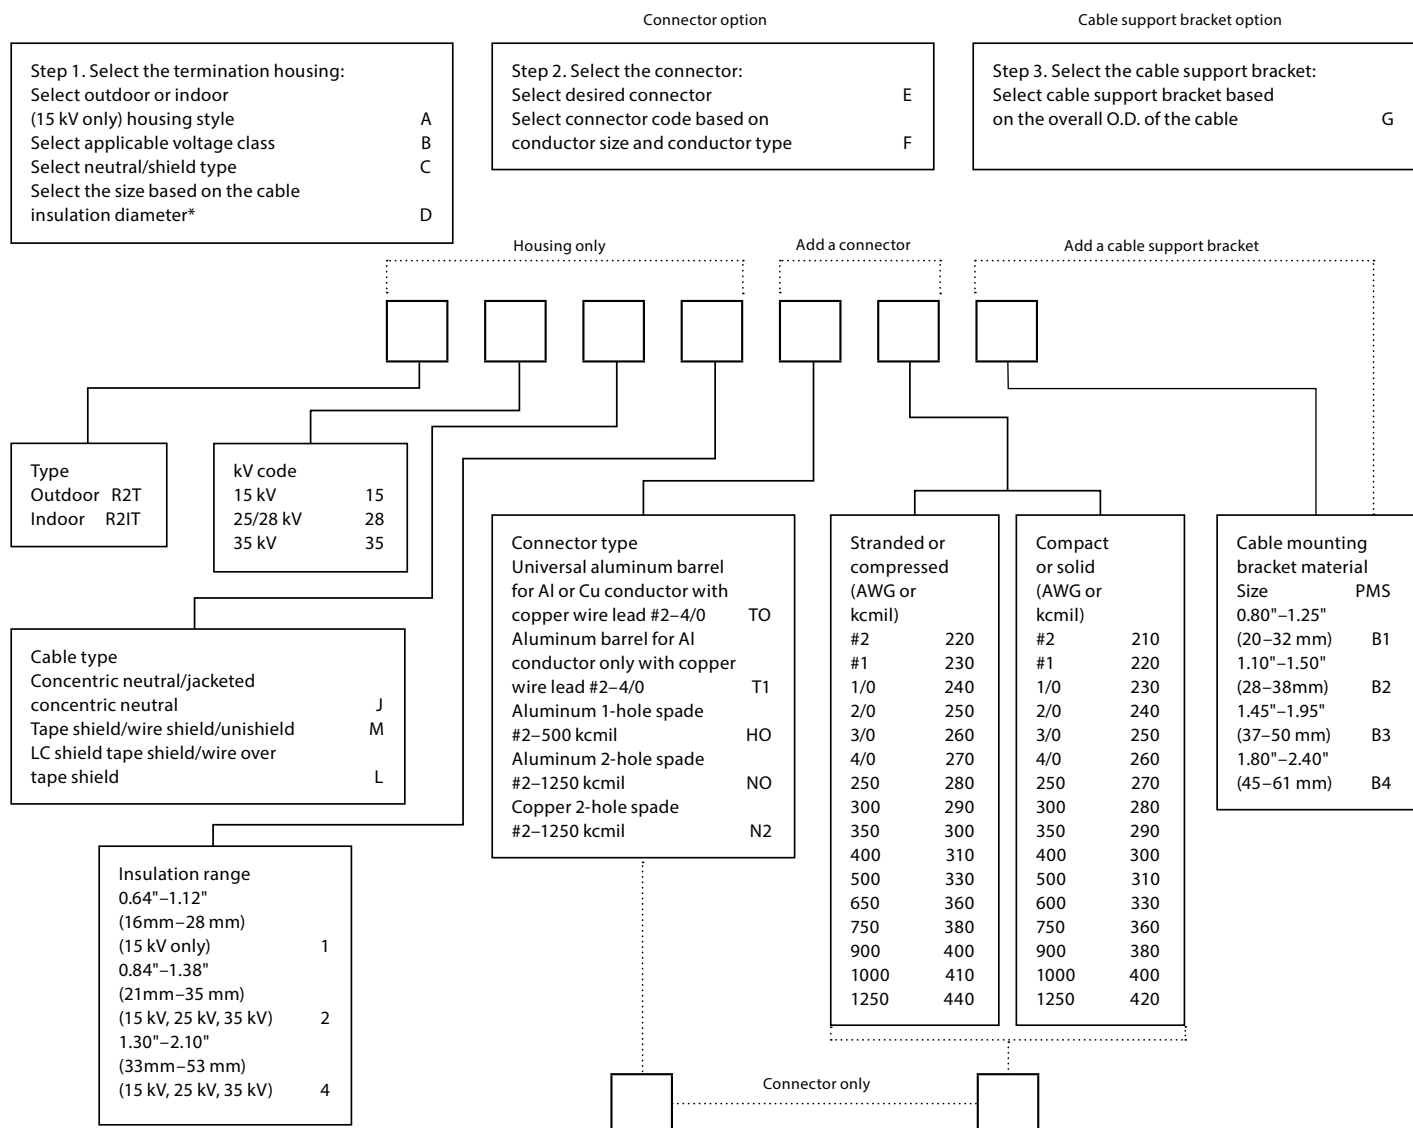 Connector option
Cable support bracket option
Step 1. Select the termination housing:
Select outdoor or indoor
(15 kV only) housing style A
Select applicable voltage class B
Select neutral/shield type C
Select the size based on the cable
insulation diameter* D
Step 2. Select the connector:
Select desired connector E
Select connector code based on
conductor size and conductor type F
Step 3. Select the cable support bracket:
Select cable support bracket based
on the overall O.D. of the cable G
Housing only
Add a connector
Add a cable support bracket
Type
Outdoor R2T
Indoor R2IT
kV code
15 kV 15
25/28 kV 28
35 kV 35
Cable type
Concentric neutral/jacketed
concentric neutral J
Tape shield/wire shield/unishield M
LC shield tape shield/wire over
tape shield L
Insulation range
0.64"–1.12"
(16mm–28 mm)
(15 kV only) 1
0.84"–1.38"
(21mm–35 mm)
(15 kV, 25 kV, 35 kV) 2
1.30"–2.10"
(33mm–53 mm)
(15 kV, 25 kV, 35 kV) 4
Connector type
Universal aluminum barrel
for Al or Cu conductor with
copper wire lead #2–4/0 TO
Aluminum barrel for Al
conductor only with copper
wire lead #2–4/0 T1
Aluminum 1-hole spade
#2–500 kcmil HO
Aluminum 2-hole spade
#2–1250 kcmil NO
Copper 2-hole spade
#2–1250 kcmil N2
Stranded or
compressed
(AWG or
kcmil)
#2 220
#1 230
1/0 240
2/0 250
3/0 260
4/0 270
250 280
300 290
350 300
400 310
500 330
650 360
750 380
900 400
1000 410
1250 440
Compact
or solid
(AWG or
kcmil)
#2 210
#1 220
1/0 230
2/0 240
3/0 250
4/0 260
250 270
300 280
350 290
400 300
500 310
600 330
750 360
900 380
1000 400
1250 420
Cable mounting
bracket material
Size PMS
0.80"–1.25"
(20–32 mm) B1
1.10"–1.50"
(28–38mm) B2
1.45"–1.95"
(37–50 mm) B3
1.80"–2.40"
(45–61 mm) B4
Connector only